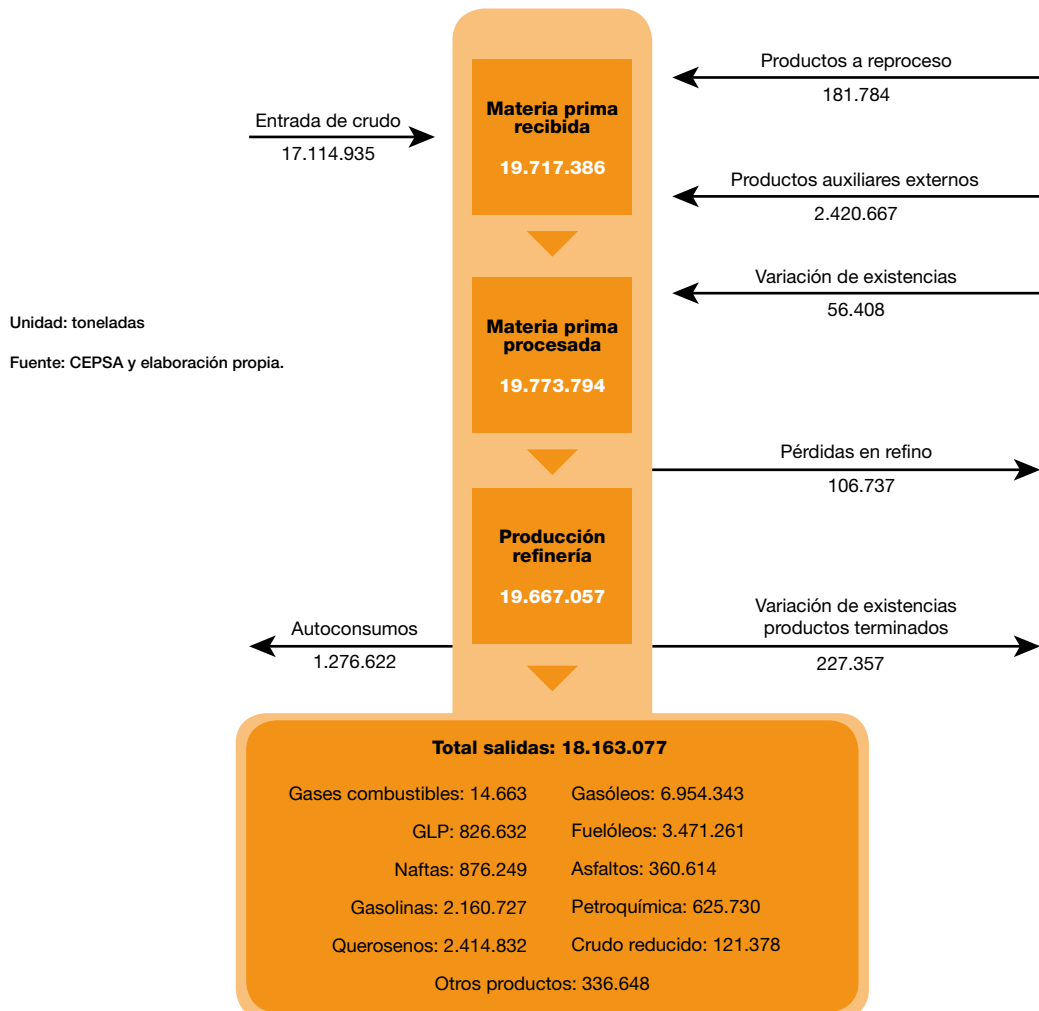 Productos a reproceso
181.784
Materia prima
recibida
19.717.386
Entrada de crudo
17.114.935
Productos auxiliares externos
2.420.667
Variación de existencias
56.408
Unidad: toneladas
Fuente: CEPSA y elaboración propia.
Materia prima
procesada
19.773.794
Pérdidas en refino
106.737
Producción
refinería
19.667.057
Autoconsumos
1.276.622
Variación de existencias
productos terminados
227.357
Total salidas: 18.163.077
Gases combustibles: 14.663
Gasóleos: 6.954.343
GLP: 826.632
Fuelóleos: 3.471.261
Naftas: 876.249
Asfaltos: 360.614
Gasolinas: 2.160.727
Petroquímica: 625.730
Querosenos: 2.414.832
Crudo reducido: 121.378
Otros productos: 336.648